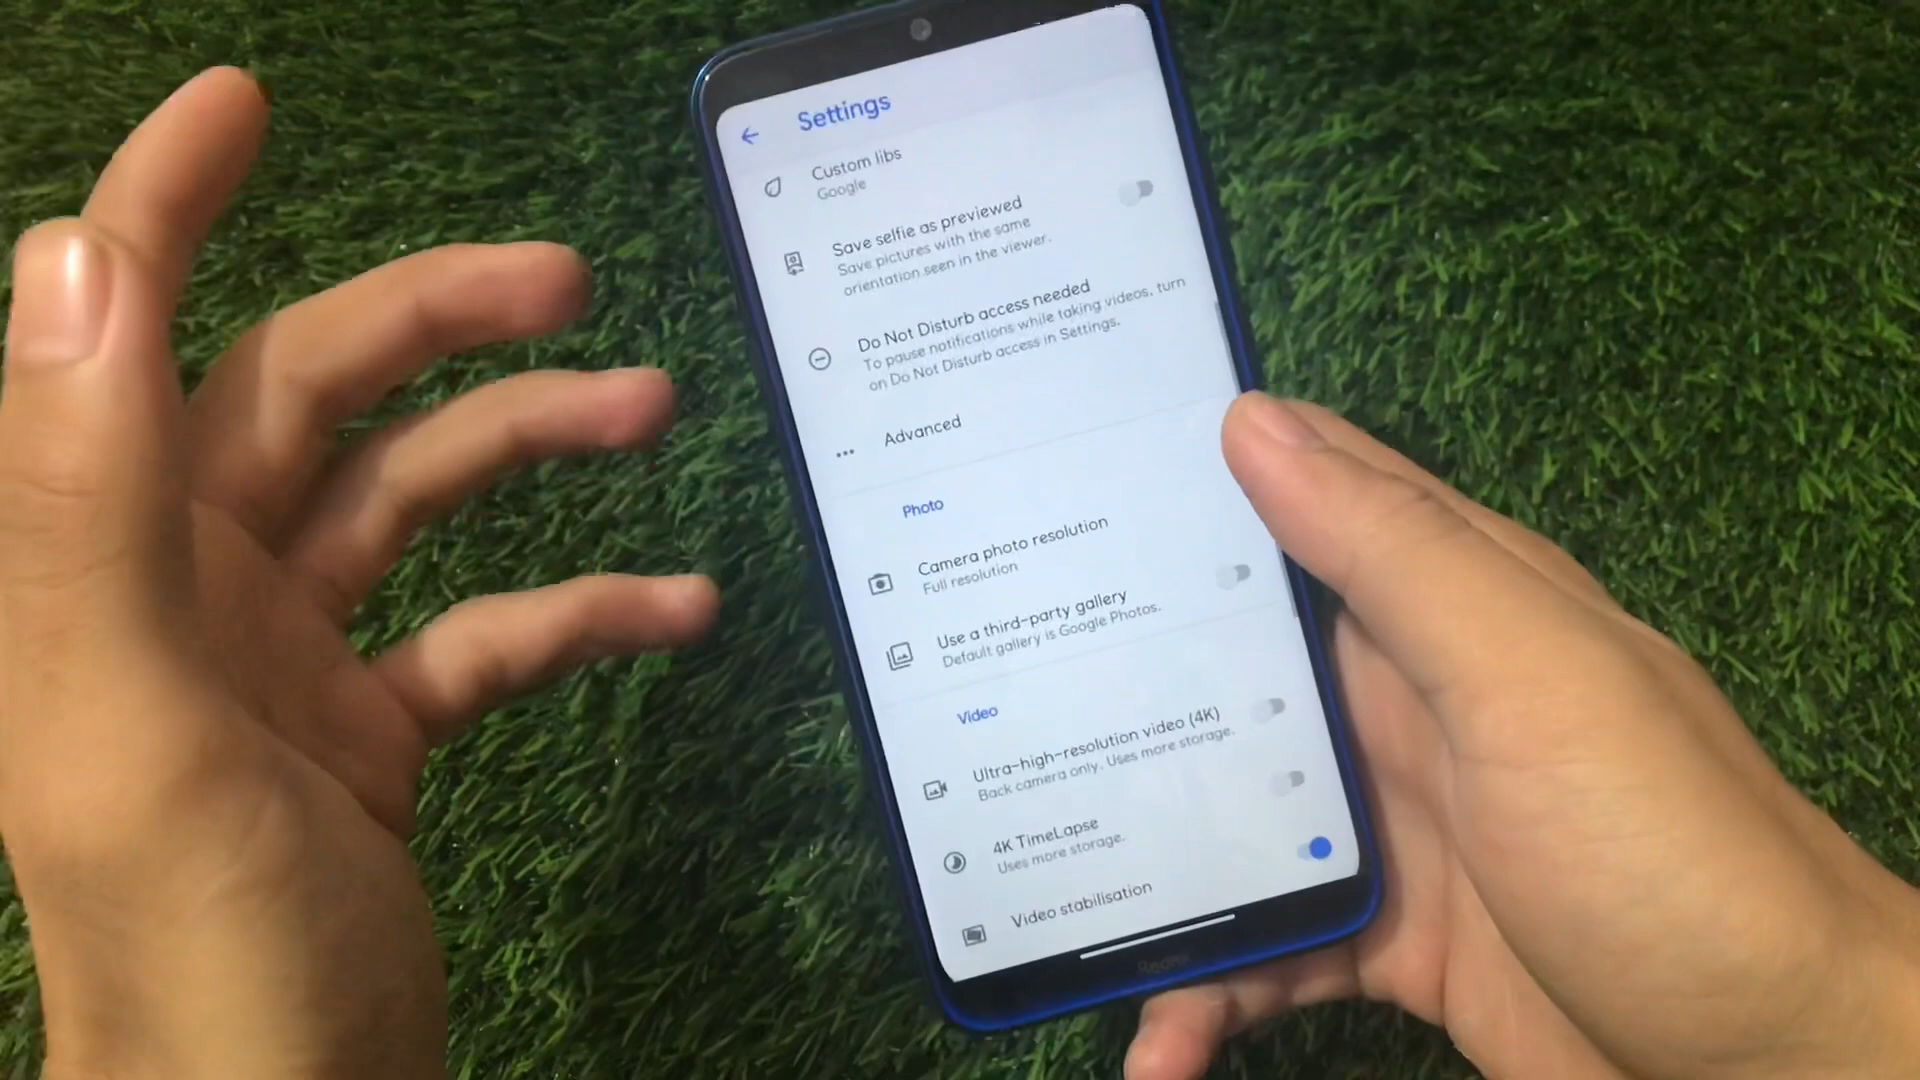 Settings
Custom libs
Google
Save selfie as previewed
Save pictures with the same
orientation seen in the viewer.
Do Not Disturb access needed
To pause notifications while taking videos, turn
on Do Not Disturb access in Settings.
Advanced
Photo
Camera photo resolution
Full resolution
Use a third-party gallery
Default gallery is Google Photos.
Video
Ultra-high-resolution video (4K)
Back camera only. Uses more storage.
4K TimeLapse
Uses more storage.
Video stabilisation
Redmi